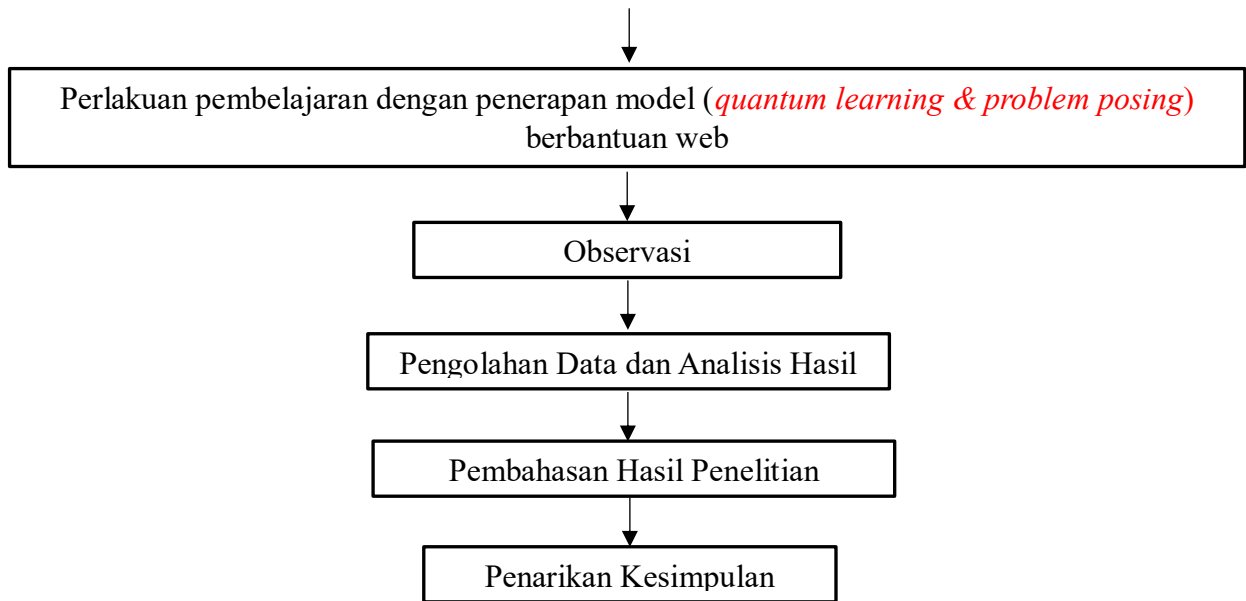 Perlakuan pembelajaran dengan penerapan model (quantum learning & problem posing)
berbantuan web
Observasi
Pengolahan Data dan Analisis Hasil
Pembahasan Hasil Penelitian
Penarikan Kesimpulan